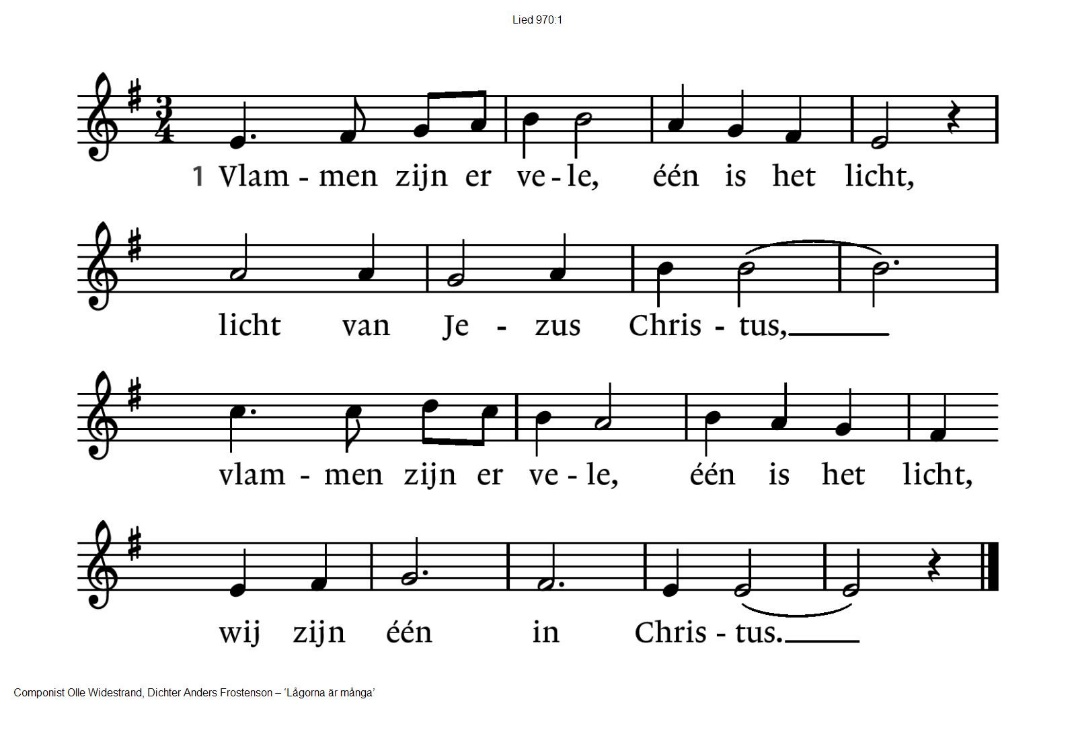 Lied 970:1
3
4
1 Vlam - men zijn er ve - le, één is het licht,
licht van Je - zus Chris - tus,
vlam - men zijn er ve - le, één is het licht,
wij zijn één in Chris - tus.
Componist Olle Widestrand, Dichter Anders Frostenson – ‘Lågorna är många’